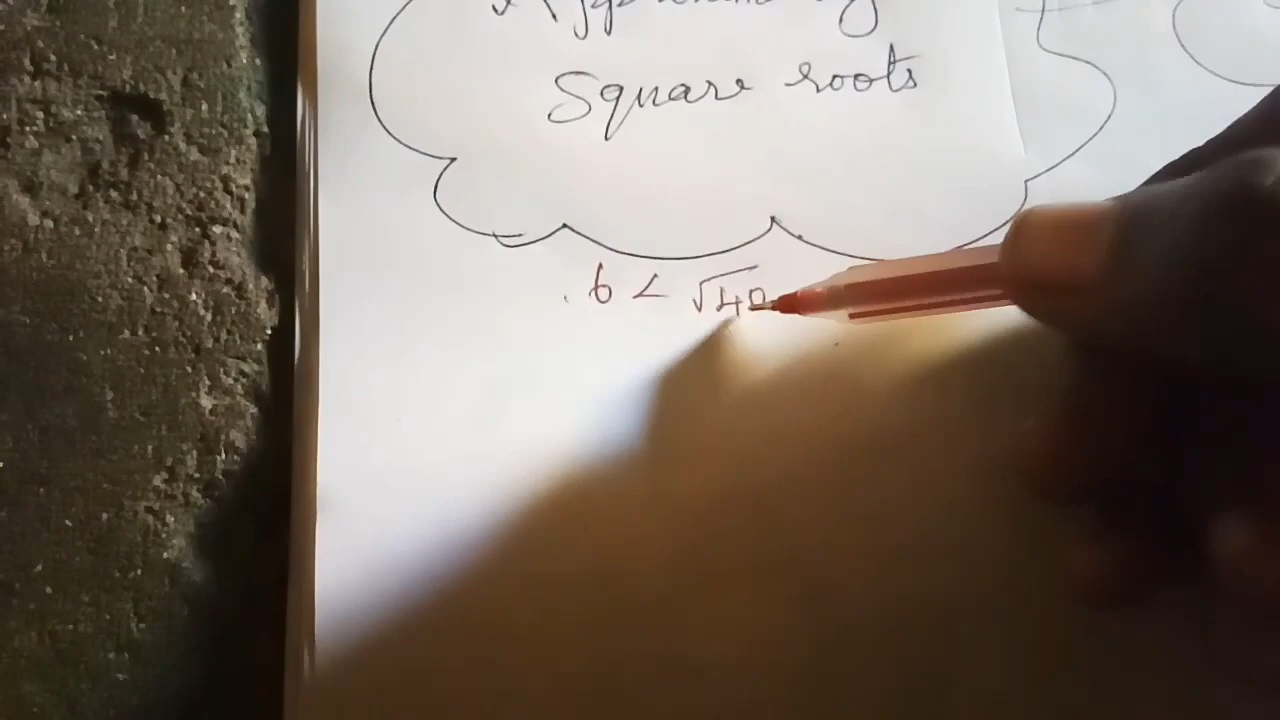 Square roots
. 6 < √40